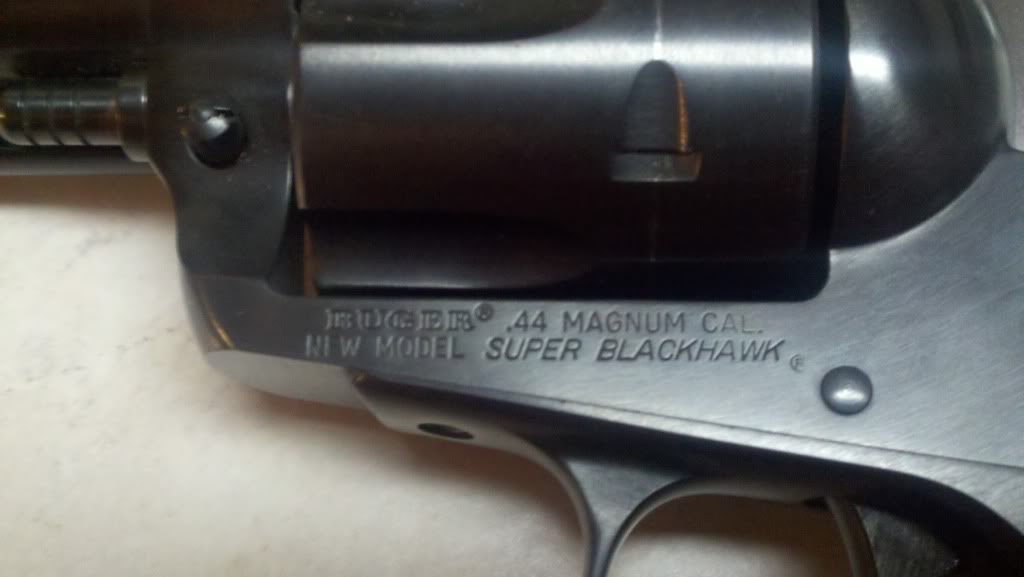 RUGER® .44 MAGNUM CAL.
NEW MODEL SUPER BLACKHAWK®